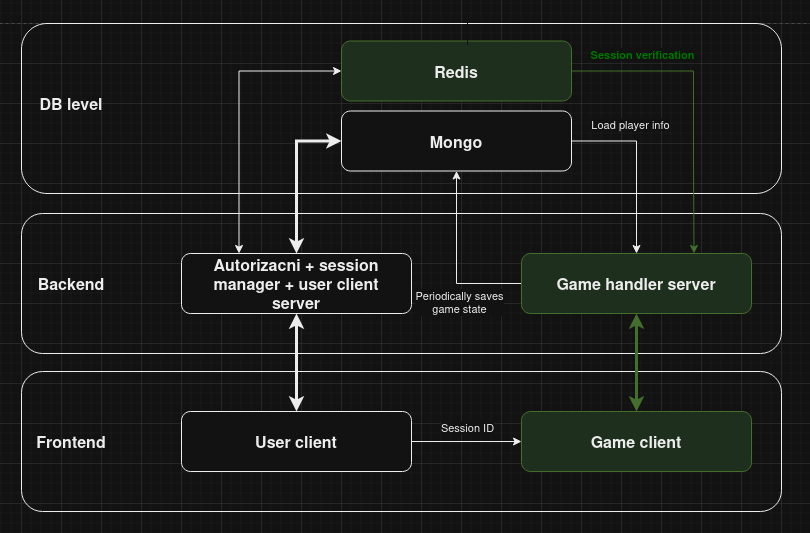 Redis
Session verification
DB level
Load player info
Mongo
Autorizacni + session
manager + user client
server
Backend
Game handler server
Periodically saves
game state
Session ID
Frontend
User client
Game client